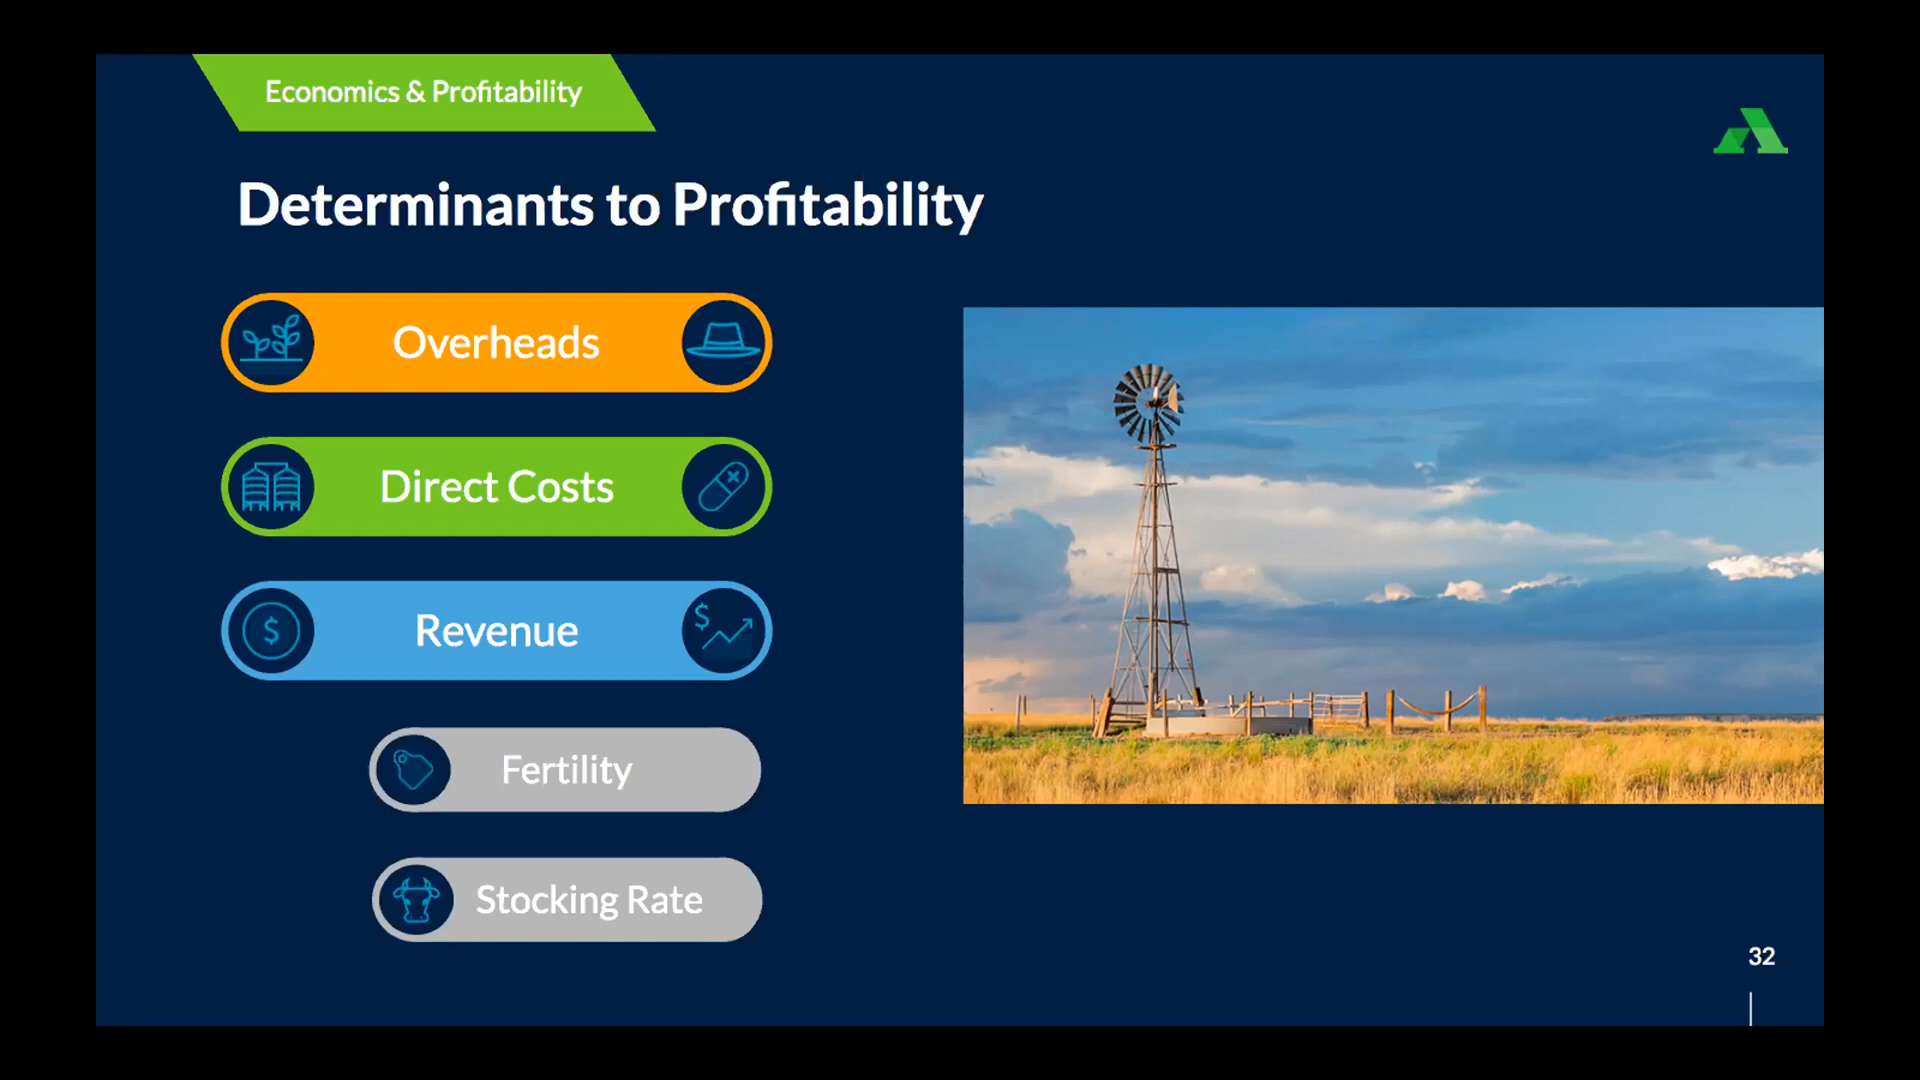 Economics & Profitability
Determinants to Profitability
Overheads
Direct Costs
Revenue
$
$
Fertility
Stocking Rate
32